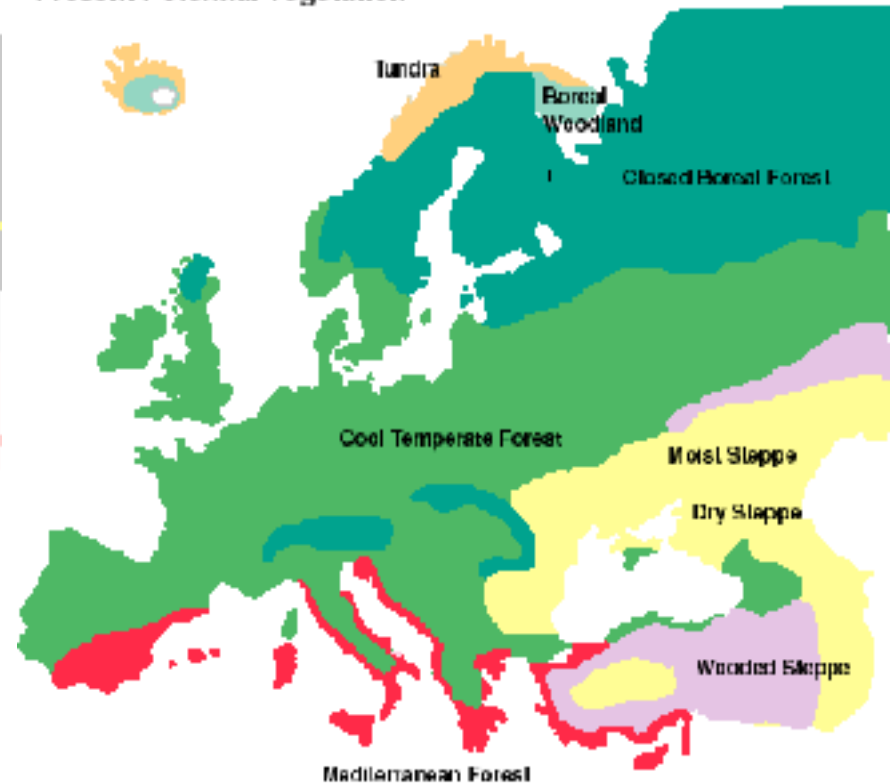 Tundra
Boreal
Woodland
Closed Boreal Forest
Cool Temperate Forest
Moist Steppe
Dry Steppe
Wooded Steppe
Mediterranean Forest